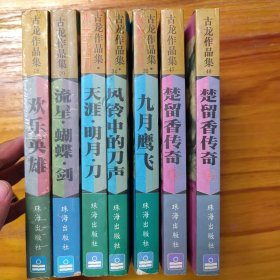 古龙作品集
欢乐英雄
珠海出版社
古龙作品集
流星·蝴蝶·剑
珠海出版社
古龙作品集
天涯·明月·刀
珠海出版社
古龙作品集
风铃中的刀声
珠海出版社
古龙作品集
九月鹰飞
珠海出版社
古龙作品集
楚留香传奇
珠海出版社
古龙作品集
楚留香传奇
珠海出版社